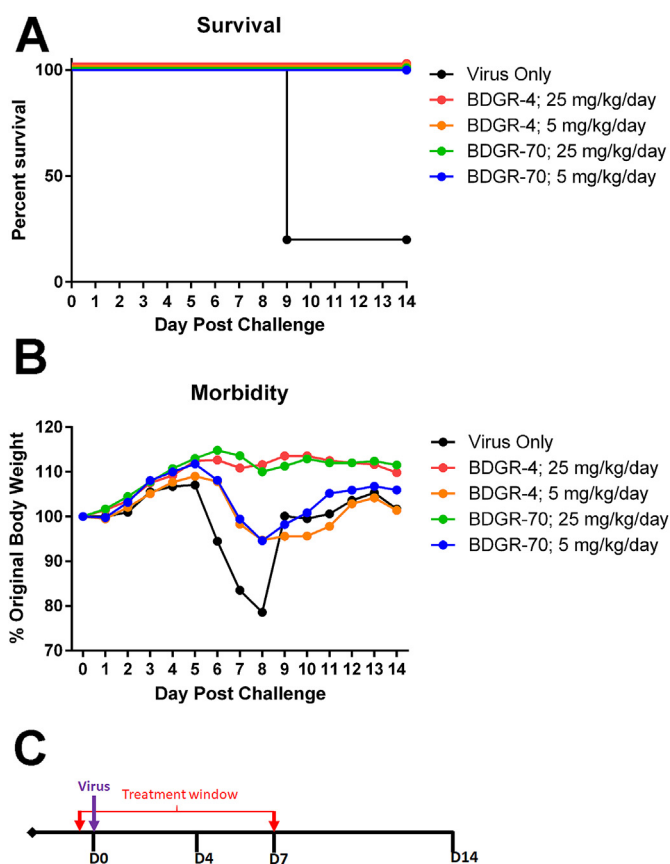 A
Survival
Percent survival
100
50
0
0 1 2 3 4 5 6 7 8 9 10 11 12 13 14
Day Post Challenge
Virus Only
BDGR-4; 25 mg/kg/day
BDGR-4; 5 mg/kg/day
BDGR-70; 25 mg/kg/day
BDGR-70; 5 mg/kg/day
B
Morbidity
% Original Body Weight
120
110
100
90
80
70
0 1 2 3 4 5 6 7 8 9 10 11 12 13 14
Day Post Challenge
Virus Only
BDGR-4; 25 mg/kg/day
BDGR-4; 5 mg/kg/day
BDGR-70; 25 mg/kg/day
BDGR-70; 5 mg/kg/day
C
Virus
Treatment window
D0 D4 D7 D14